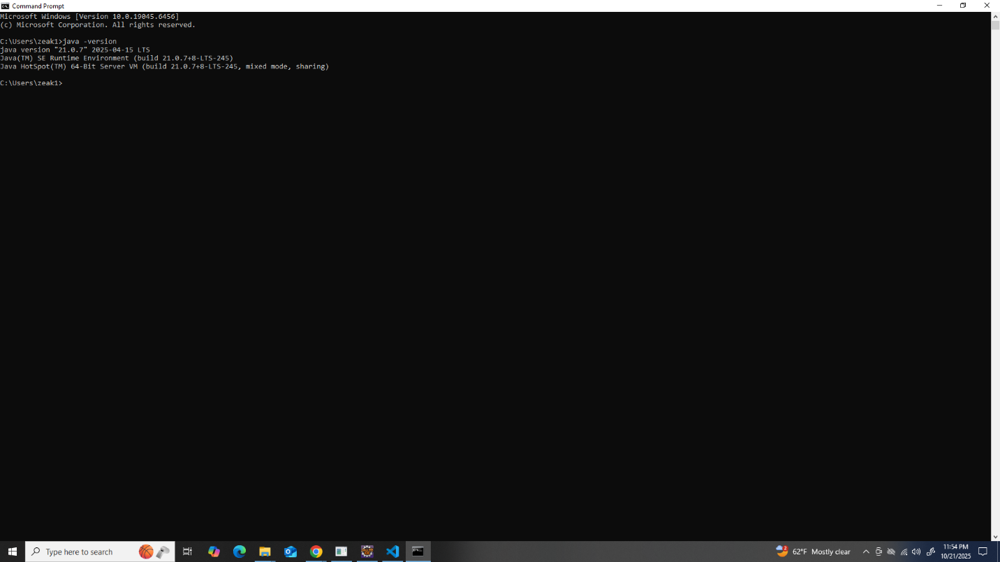 Command Prompt
Microsoft Windows [Version 10.0.19045.6456]
(c) Microsoft Corporation. All rights reserved.
C:\Users\zeak1>java -version
java version "21.0.7" 2025-04-15 LTS
Java(TM) SE Runtime Environment (build 21.0.7+8-LTS-245)
Java HotSpot(TM) 64-Bit Server VM (build 21.0.7+8-LTS-245, mixed mode, sharing)
C:\Users\zeak1>
Type here to search
2
62°F Mostly clear
11:54 PM
10/21/2025